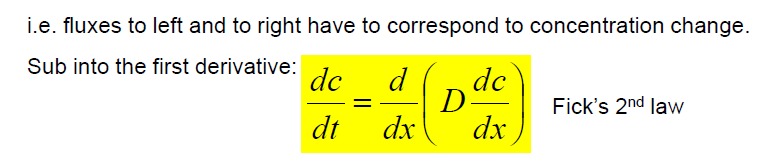 i.e. fluxes to left and to right have to correspond to concentration change.
Sub into the first derivative: dc/dt = d/dx (D dc/dx) Fick's 2nd law